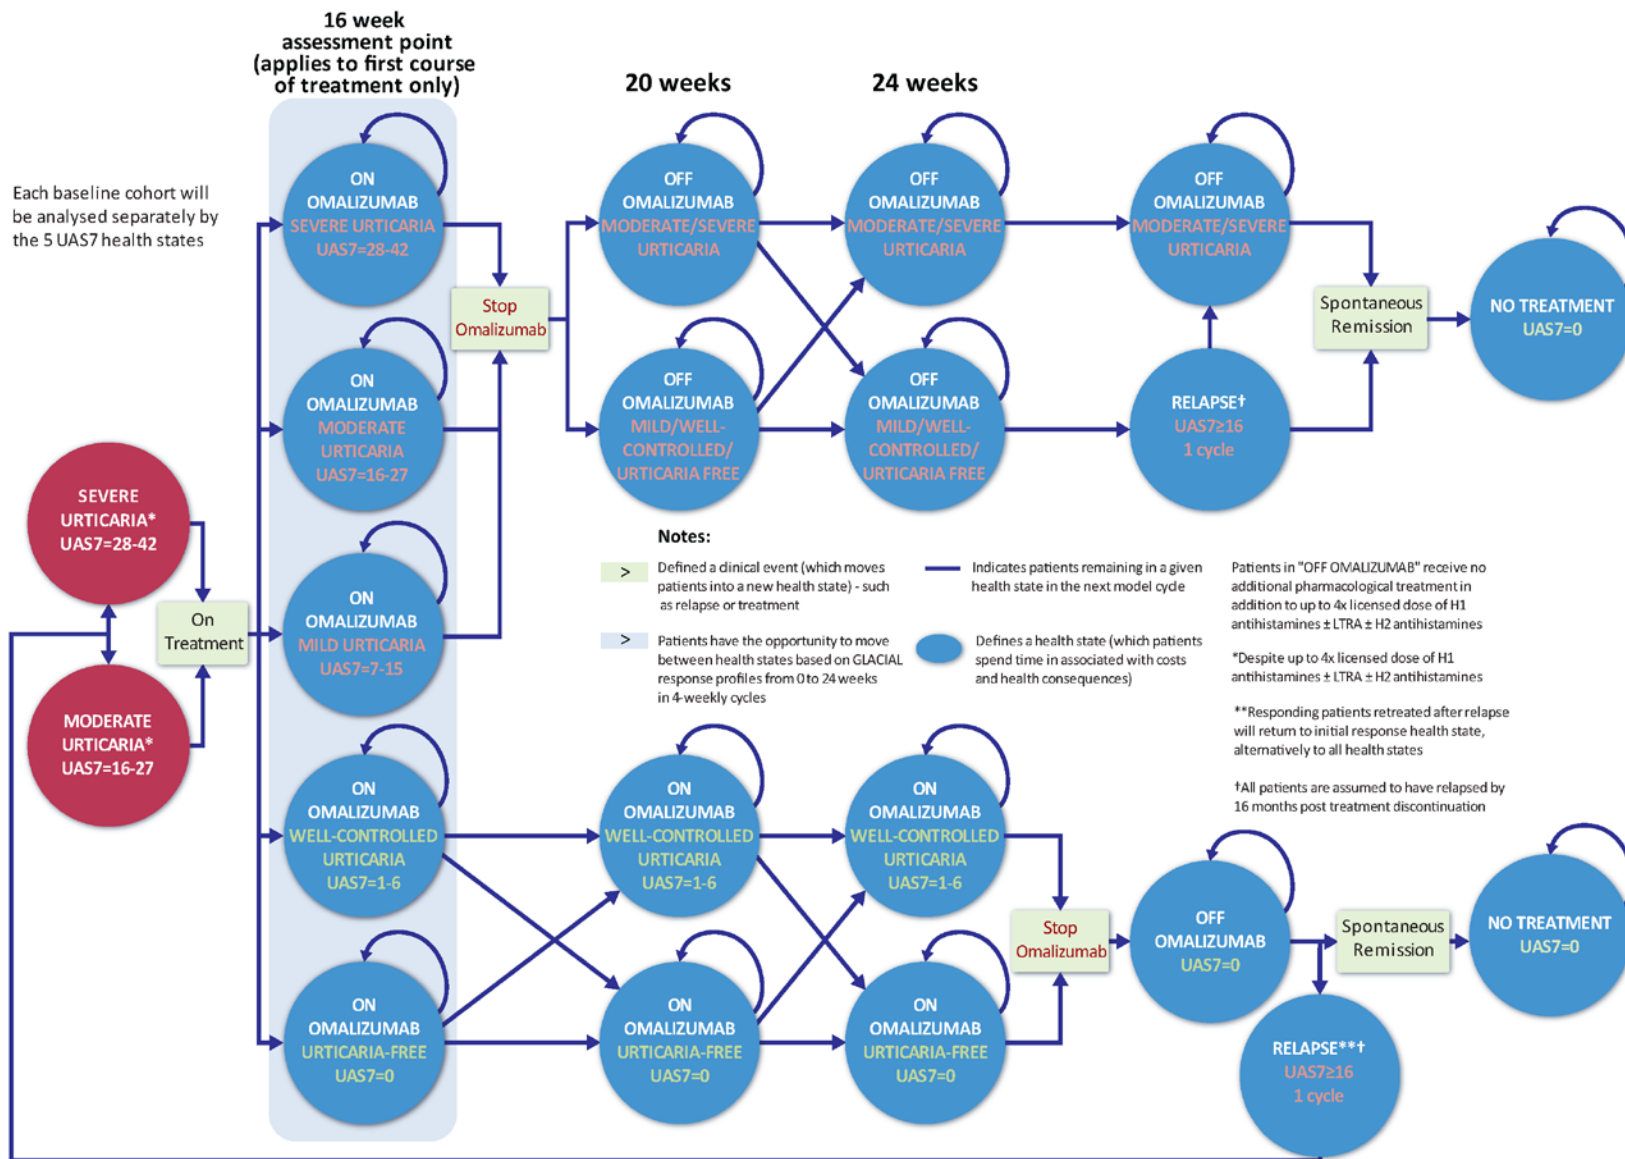 16 week
assessment point
(applies to first course
of treatment only)
20 weeks
24 weeks
Each baseline cohort will
be analysed separately by
the 5 UAS7 health states
ON
OMALIZUMAB
SEVERE URTICARIA
UAS7=28-42
OFF
OMALIZUMAB
MODERATE/SEVERE
URTICARIA
OFF
OMALIZUMAB
MODERATE/SEVERE
URTICARIA
OFF
OMALIZUMAB
MODERATE/SEVERE
URTICARIA
Stop
Omalizumab
Spontaneous
Remission
NO TREATMENT
UAS7=0
ON
OMALIZUMAB
MODERATE
URTICARIA
UAS7=16-27
OFF
OMALIZUMAB
MILD/WELL-
CONTROLLED/
URTICARIA FREE
OFF
OMALIZUMAB
MILD/WELL-
CONTROLLED/
URTICARIA FREE
RELAPSE†
UAS7≥16
1 cycle
SEVERE
URTICARIA*
UAS7=28-42
On
Treatment
MODERATE
URTICARIA*
UAS7=16-27
ON
OMALIZUMAB
MILD URTICARIA
UAS7=7-15
Notes:
>
Defined a clinical event (which moves
patients into a new health state) - such
as relapse or treatment
Indicates patients remaining in a given
health state in the next model cycle
>
Patients have the opportunity to move
between health states based on GLACIAL
response profiles from 0 to 24 weeks
in 4-weekly cycles
Defines a health state (which patients
spend time in associated with costs
and health consequences)
Patients in "OFF OMALIZUMAB" receive no
additional pharmacological treatment in
addition to up to 4x licensed dose of H1
antihistamines ± LTRA ± H2 antihistamines
*Despite up to 4x licensed dose of H1
antihistamines ± LTRA ± H2 antihistamines
**Responding patients retreated after relapse
will return to initial response health state,
alternatively to all health states
†All patients are assumed to have relapsed by
16 months post treatment discontinuation
ON
OMALIZUMAB
WELL-CONTROLLED
URTICARIA
UAS7=1-6
ON
OMALIZUMAB
WELL-CONTROLLED
URTICARIA
UAS7=1-6
ON
OMALIZUMAB
WELL-CONTROLLED
URTICARIA
UAS7=1-6
Stop
Omalizumab
OFF
OMALIZUMAB
UAS7=0
Spontaneous
Remission
NO TREATMENT
UAS7=0
ON
OMALIZUMAB
URTICARIA-FREE
UAS7=0
ON
OMALIZUMAB
URTICARIA-FREE
UAS7=0
ON
OMALIZUMAB
URTICARIA-FREE
UAS7=0
RELAPSE**†
UAS7≥16
1 cycle